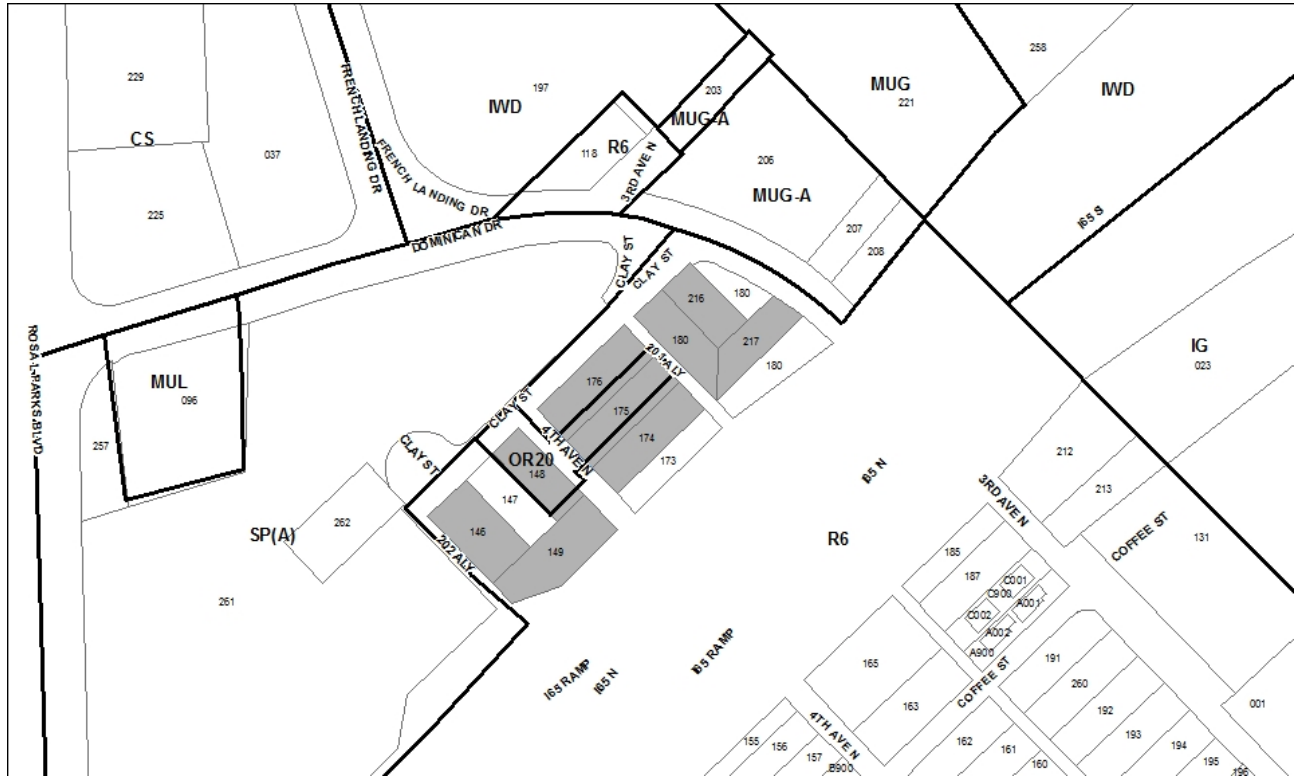 229
CS
037
225
FRENCH LANDING DR
FRENCH LANDING DR
IWD
197
203
MUG-A
R6
118
3RD AVE N
MUG
221
258
IWD
206
MUG-A
207
208
I65 S
DOMINICAN DR
CLAY ST
CLAY ST
216
180
180
217
180
203 ALY
IG
023
ROSA L PARKS BLVD
MUL
096
257
176
175
174
173
CLAY ST
4TH AVE N
CLAY ST
OR20
148
147
146
149
202 ALY
SP(A)
262
261
I65 N
R6
212
213
3RD AVE N
COFFEE ST
131
185
187
C001
C900
C002
A001
A002
A900
I65 RAMP
I65 N
I65 RAMP
165
163
COFFEE ST
191
260
192
193
194
195
196
001
4TH AVE N
155
156
157
B900
162
161
160